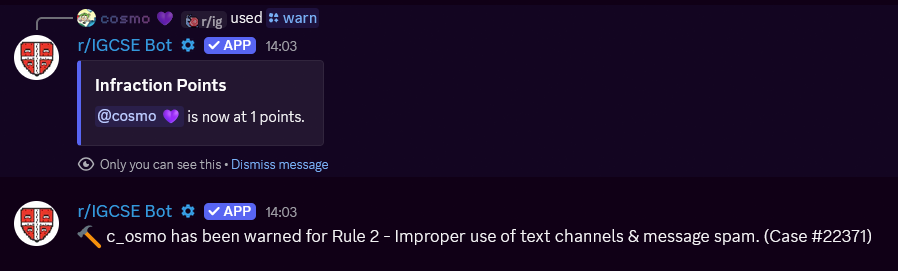 cosmo 💜 r/ig used warn
r/IGCSE Bot ✓ APP 14:03
Infraction Points
@cosmo 💜 is now at 1 points.
Only you can see this • Dismiss message
r/IGCSE Bot ✓ APP 14:03
🔨 c_osmo has been warned for Rule 2 - Improper use of text channels & message spam. (Case #22371)